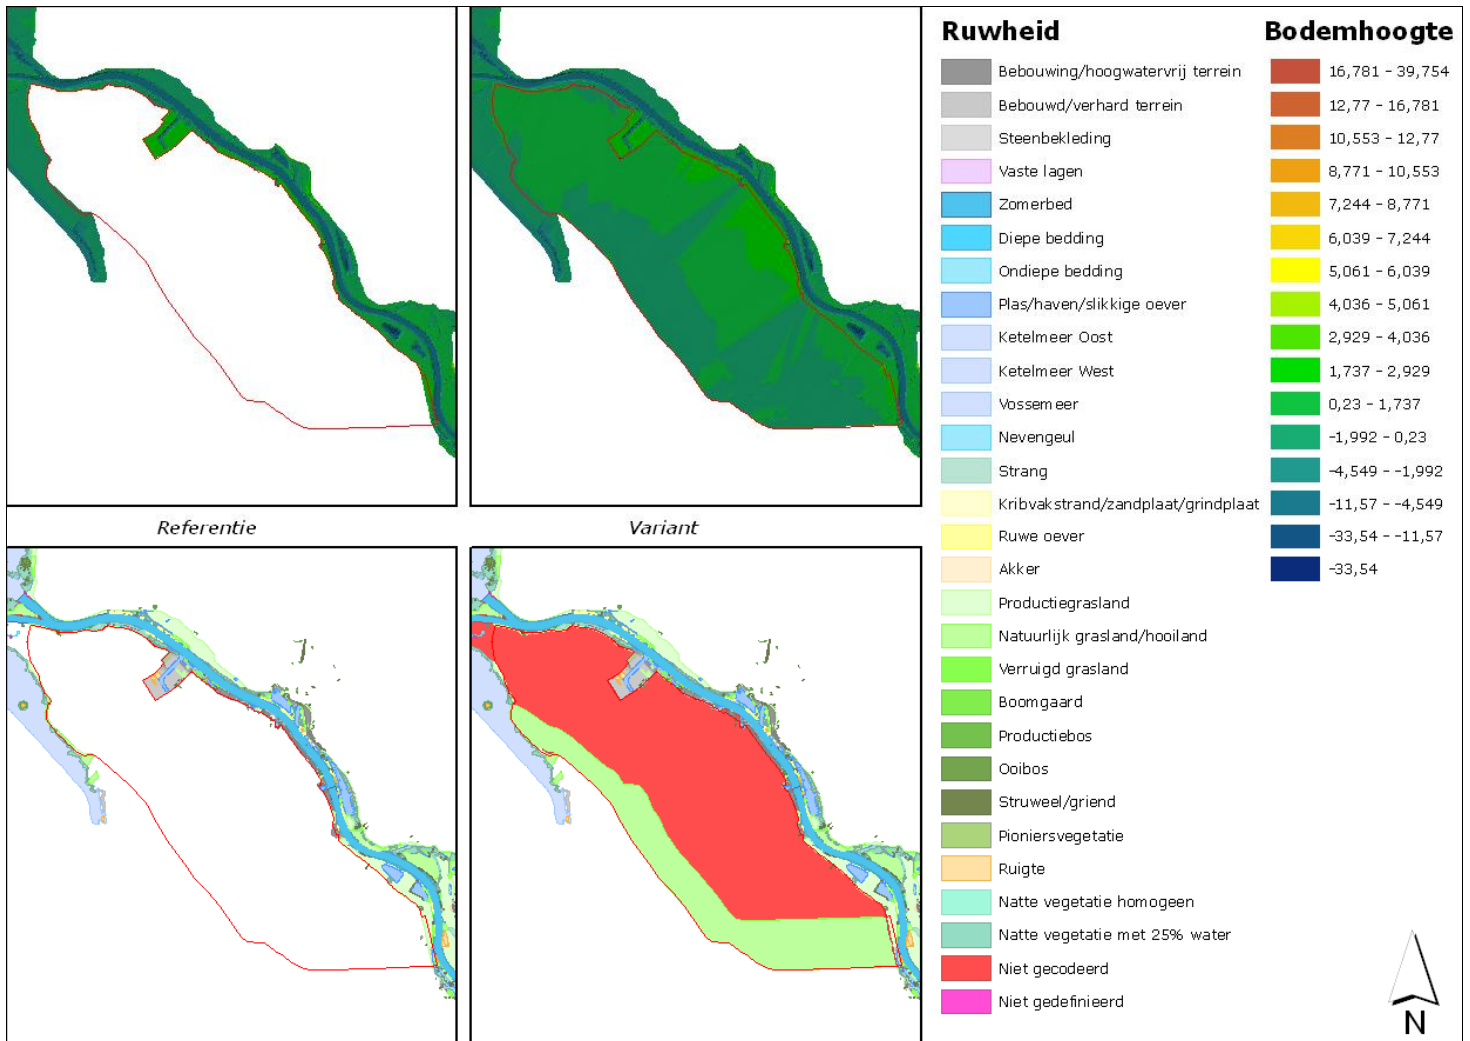 Referentie
Variant
Ruwheid
Bebouwing/hoogwatervrij terrein
Bebouwd/verhard terrein
Steenbekleding
Vaste lagen
Zomerbed
Diepe bedding
Ondiepe bedding
Plas/haven/slikkige oever
Ketelmeer Oost
Ketelmeer West
Vossemeer
Nevengeul
Strang
Kribvakstrand/zandplaat/grindplaat
Ruwe oever
Akker
Productiegrasland
Natuurlijk grasland/hooiland
Verruigd grasland
Boomgaard
Productiebos
Ooibos
Struweel/griend
Pioniersvegetatie
Ruigte
Natte vegetatie homogeen
Natte vegetatie met 25% water
Niet gecodeerd
Niet gedefinieerd
Bodemhoogte
16,781 - 39,754
12,77 - 16,781
10,553 - 12,77
8,771 - 10,553
7,244 - 8,771
6,039 - 7,244
5,061 - 6,039
4,036 - 5,061
2,929 - 4,036
1,737 - 2,929
0,23 - 1,737
-1,992 - 0,23
-4,549 - -1,992
-11,57 - -4,549
-33,54 - -11,57
-33,54
N